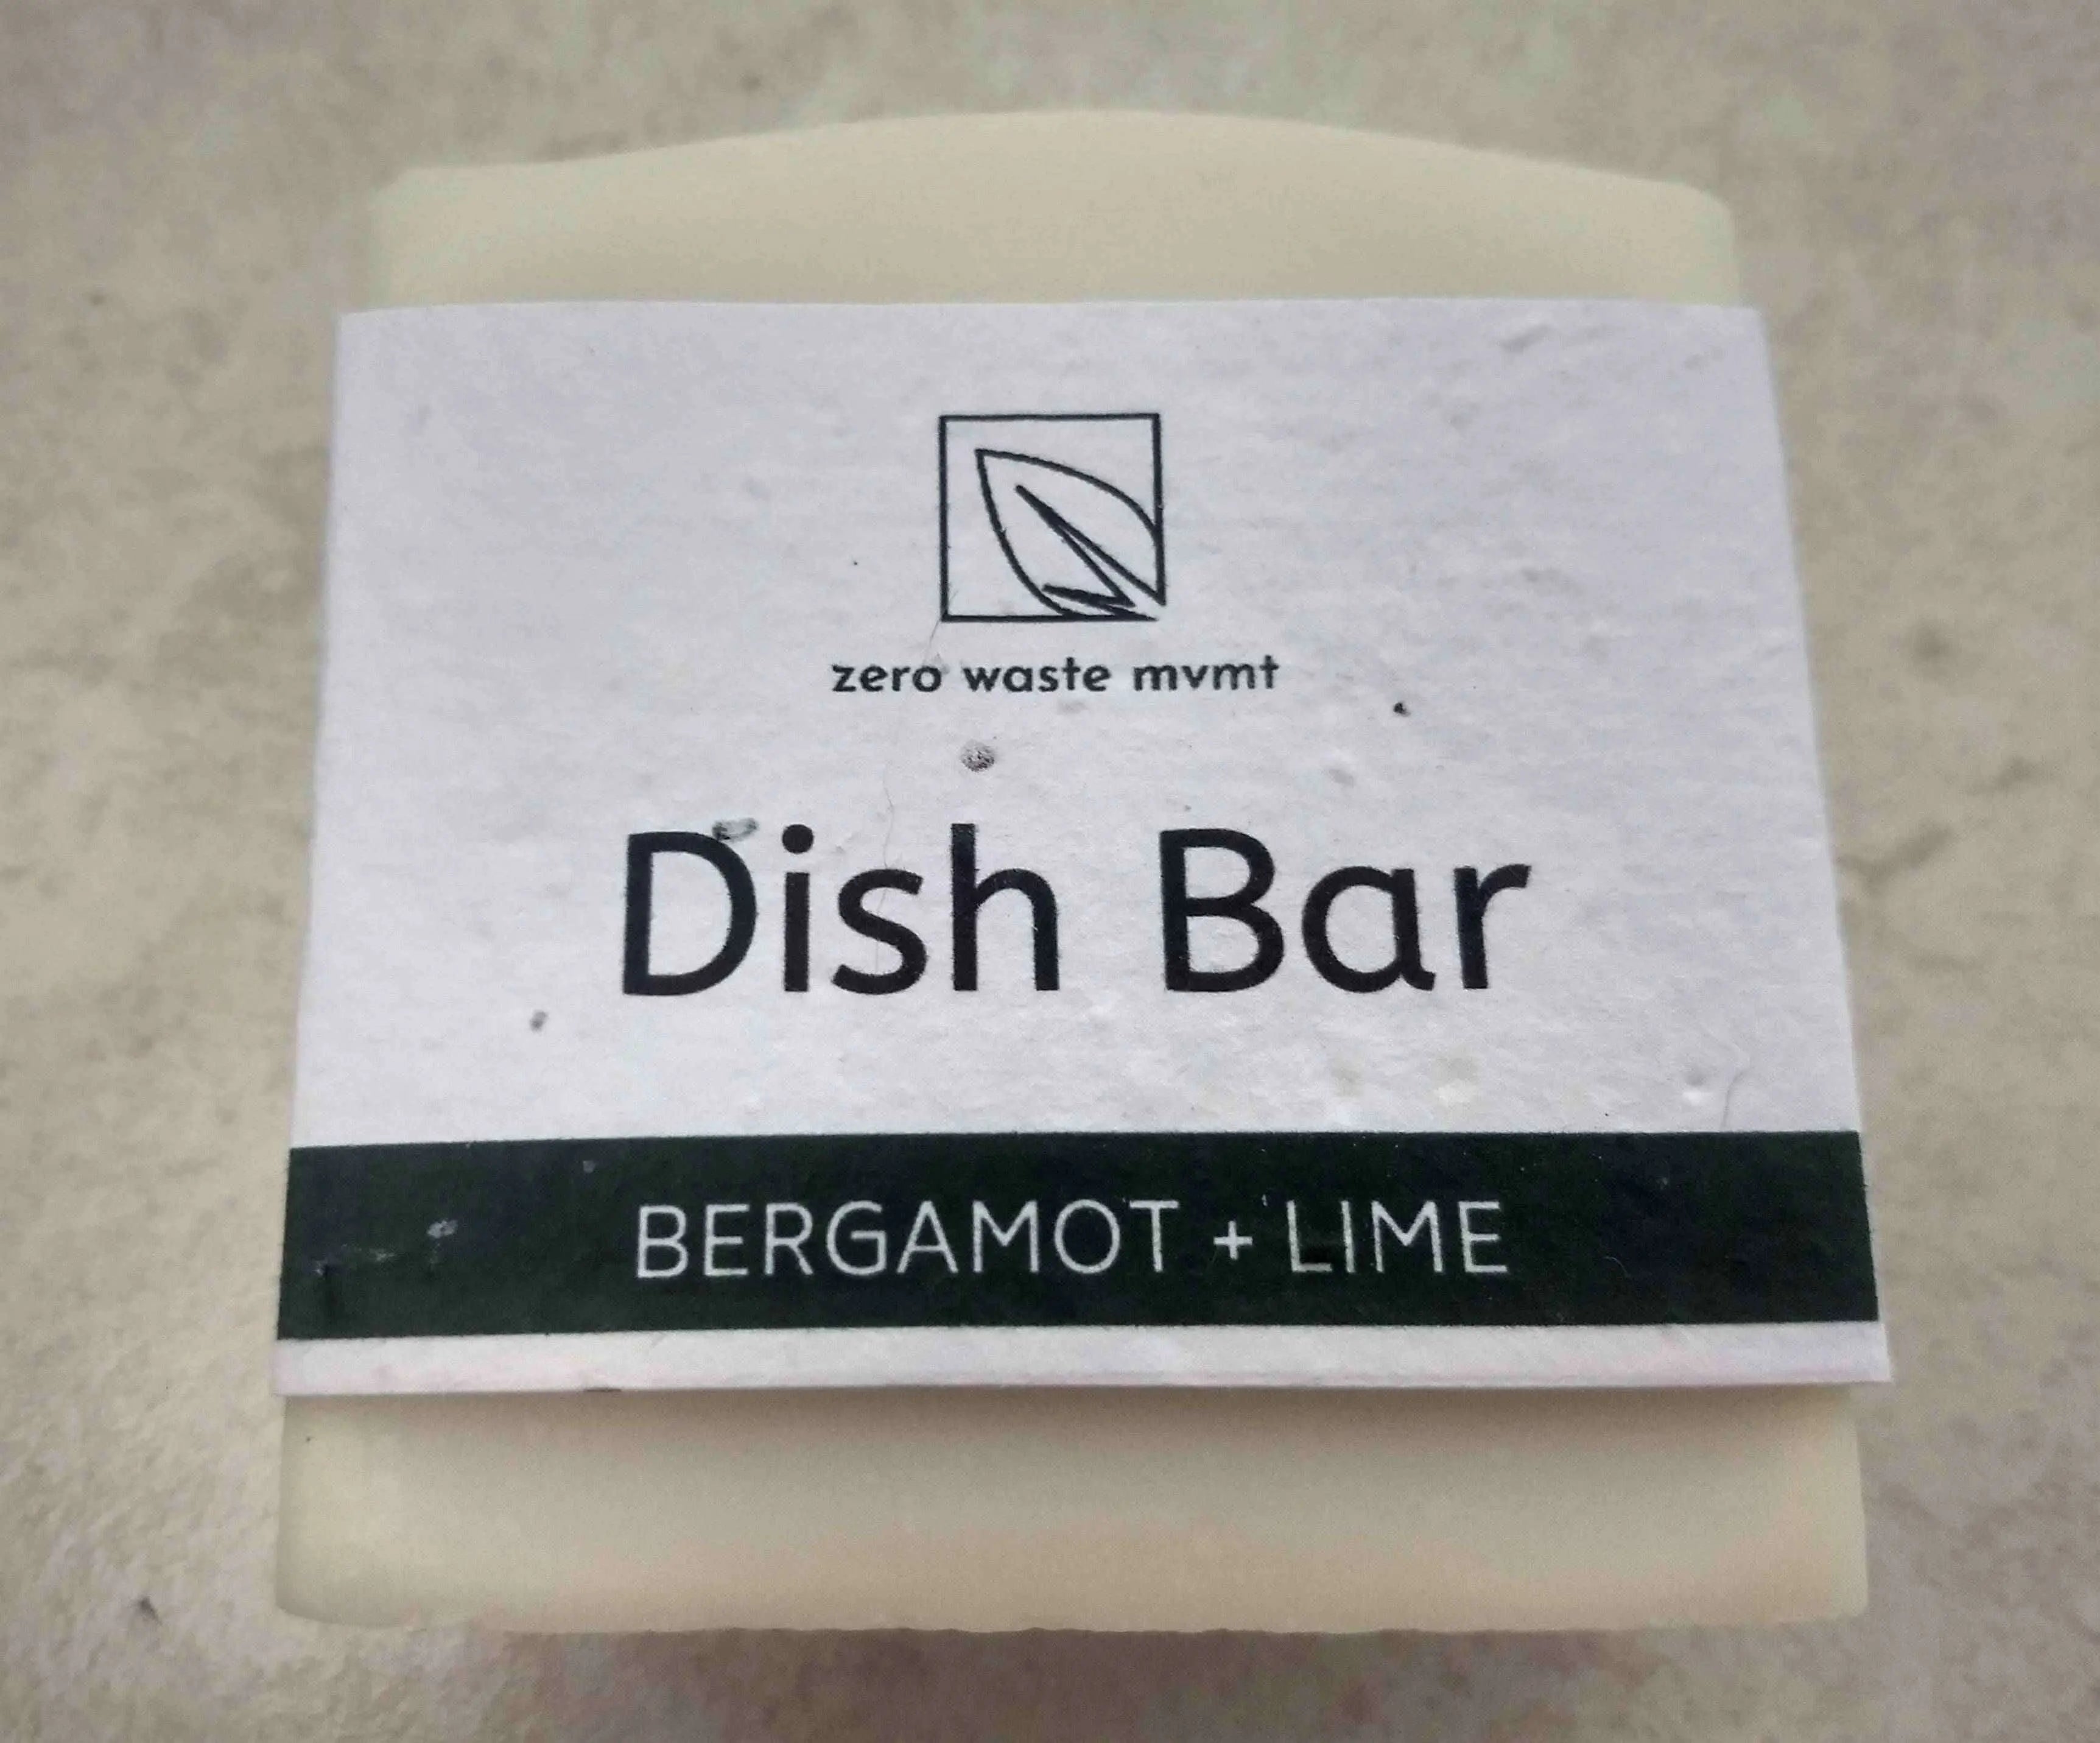 zero waste mvmt
Dish Bar
BERGAMOT + LIME